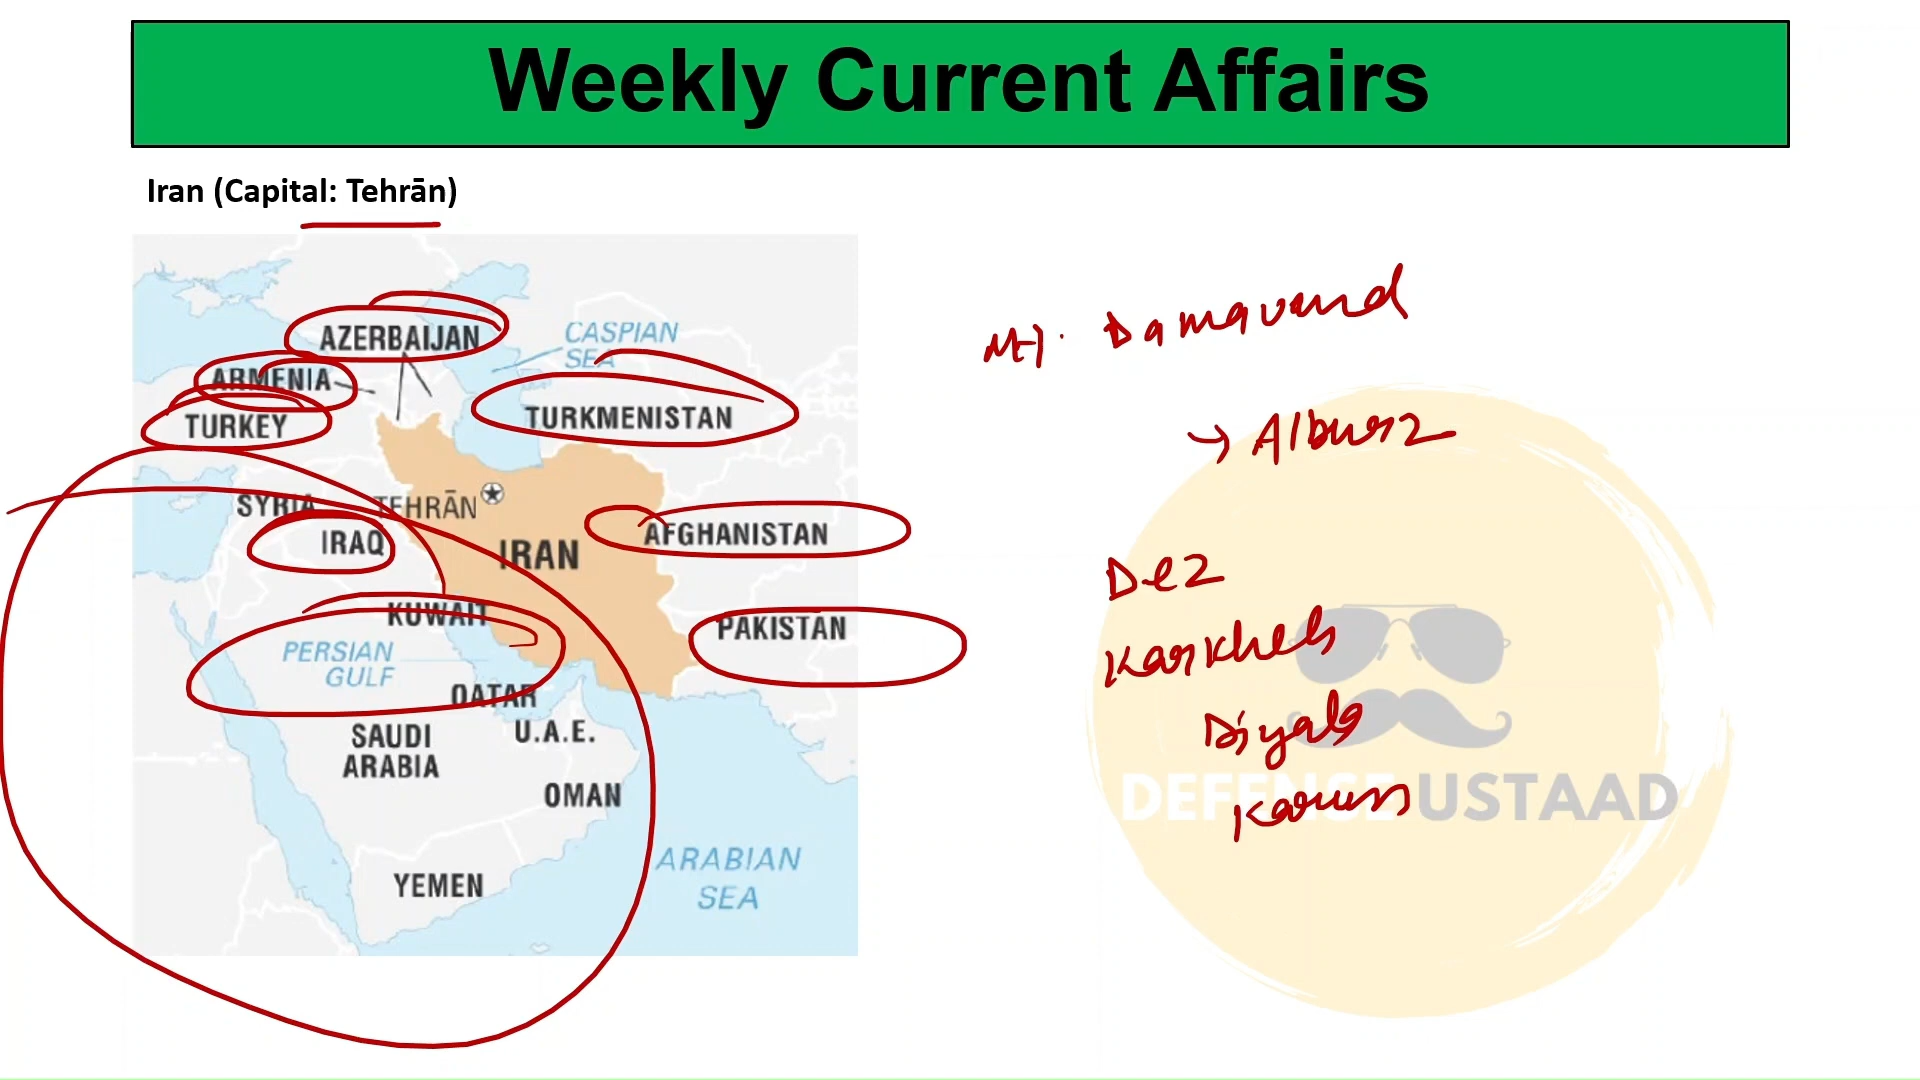 Weekly Current Affairs
Iran (Capital: Tehrān)
AZERBAIJAN
CASPIAN
SEA
ARMENIA
TURKMENISTAN
TURKEY
SYRIA
TEHRĀN
IRAQ
IRAN
AFGHANISTAN
KUWAIT
PAKISTAN
PERSIAN
GULF
QATAR
SAUDI
ARABIA
U.A.E.
OMAN
YEMEN
ARABIAN
SEA
Mt. Damavand
→ Alburz
Dez
Karkheh
Diyala
Karun
DEFENSE USTAAD